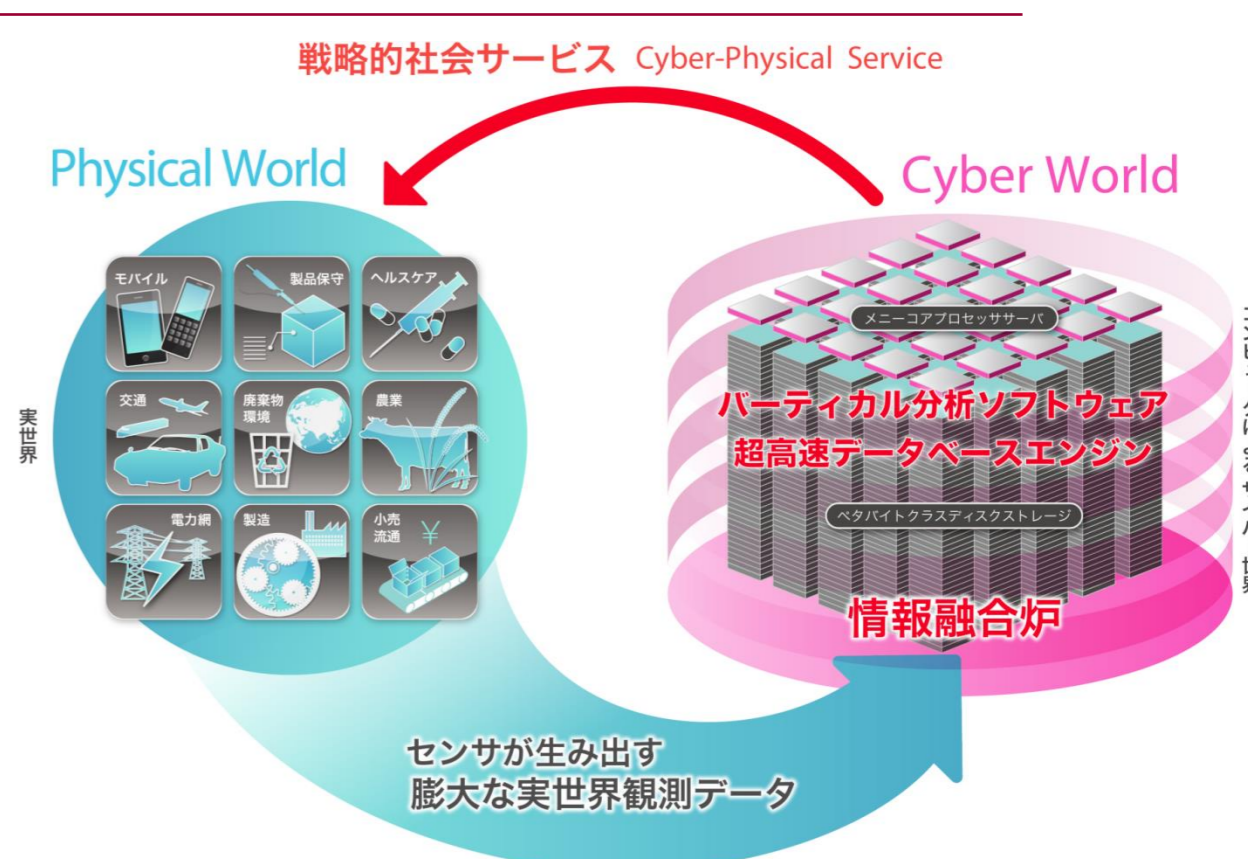 戦略的社会サービス Cyber-Physical Service
Physical World
Cyber World
実世界
モバイル
製品保守
ヘルスケア
交通
廃棄物
環境
農業
電力網
製造
小売
流通
メニーコアプロセッササーバ
バーティカル分析ソフトウェア
超高速データベースエンジン
ペタバイトクラスディスクストレージ
情報融合炉
センサが生み出す
膨大な実世界観測データ